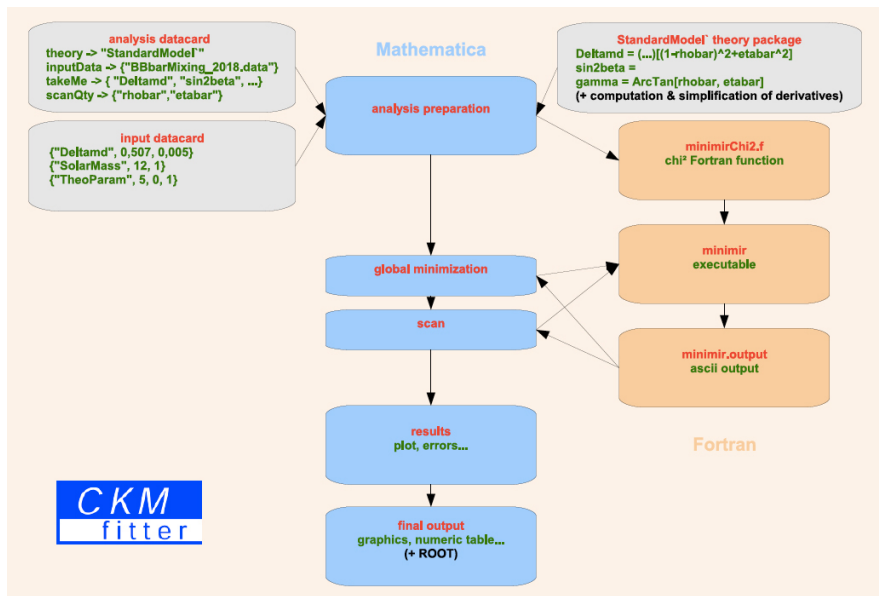 analysis datacard
theory -> "StandardModel`"
inputData -> {"BBbarMixing_2018.data"}
takeMe -> { "Deltamd", "sin2beta", ...}
scanQty -> {"rhobar","etabar"}
input datacard
{"Deltamd", 0,507, 0,005}
{"SolarMass", 12, 1}
{"TheoParam", 5, 0, 1}
Mathematica
analysis preparation
StandardModel` theory package
Deltamd = (...)[(1-rhobar)^2+etabar^2]
sin2beta =
gamma = ArcTan[rhobar, etabar]
(+ computation & simplification of derivatives)
minimirChi2.f
chi² Fortran function
global minimization
minimir
executable
scan
minimir.output
ascii output
results
plot, errors...
Fortran
final output
graphics, numeric table...
(+ ROOT)
CKM
fitter